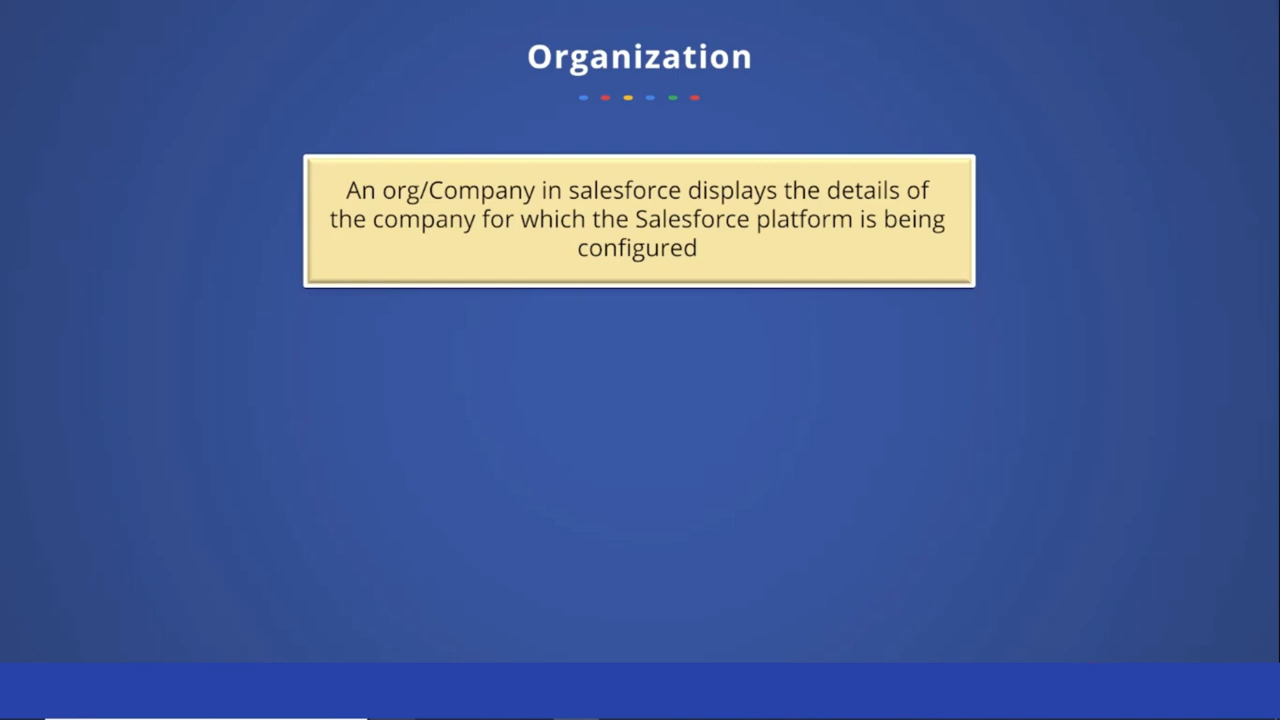 Organization
An org/Company in salesforce displays the details of
the company for which the Salesforce platform is being
configured